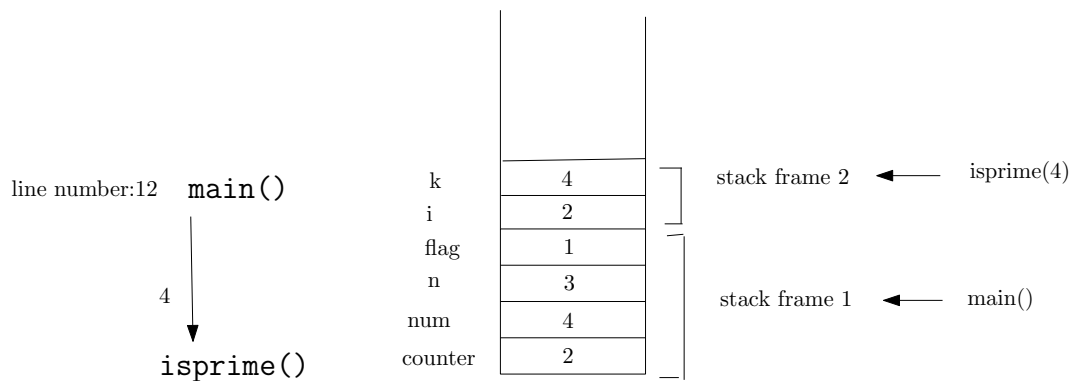 line number:12 main()
4
isprime()
k 4
i 2
flag 1
n 3
num 4
counter 2
stack frame 2 isprime(4)
stack frame 1 main()